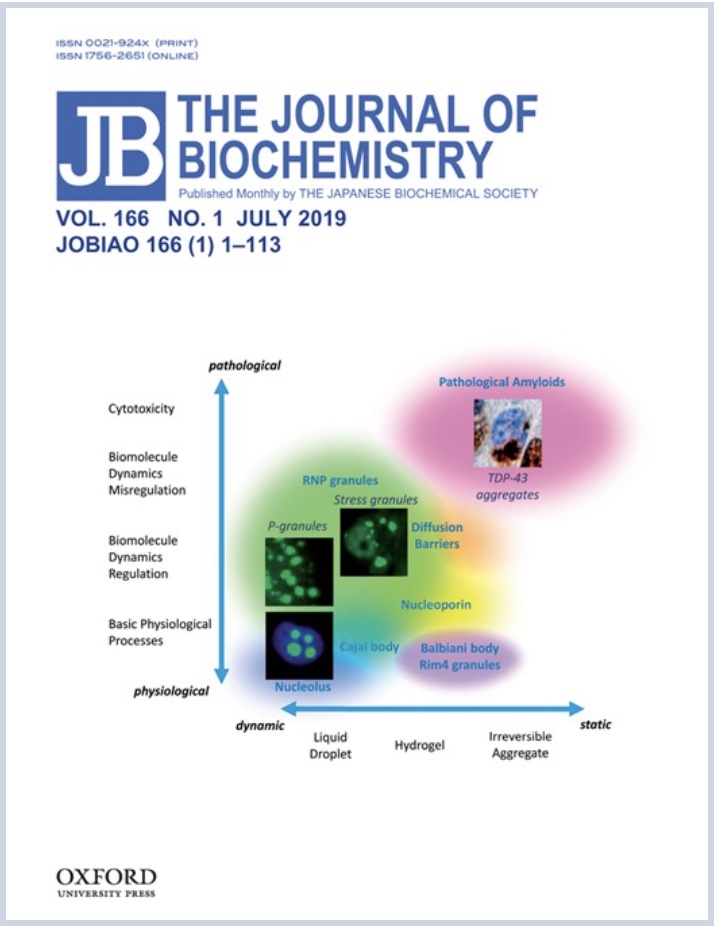 ISSN 0021-924X (PRINT)
ISSN 1756-2651 (ONLINE)
JB
THE JOURNAL OF
BIOCHEMISTRY
Published Monthly by THE JAPANESE BIOCHEMICAL SOCIETY
VOL. 166 NO. 1 JULY 2019
JOBIAO 166 (1) 1–113
pathological
Cytotoxicity
Biomolecule
Dynamics
Misregulation
Biomolecule
Dynamics
Regulation
Basic Physiological
Processes
physiological
Pathological Amyloids
TDP-43
aggregates
RNP granules
Stress granules
P-granules
Diffusion
Barriers
Nucleoporin
Cajal body
Balbiani body
Rim4 granules
Nucleolus
dynamic
static
Liquid
Droplet
Hydrogel
Irreversible
Aggregate
OXFORD
UNIVERSITY PRESS